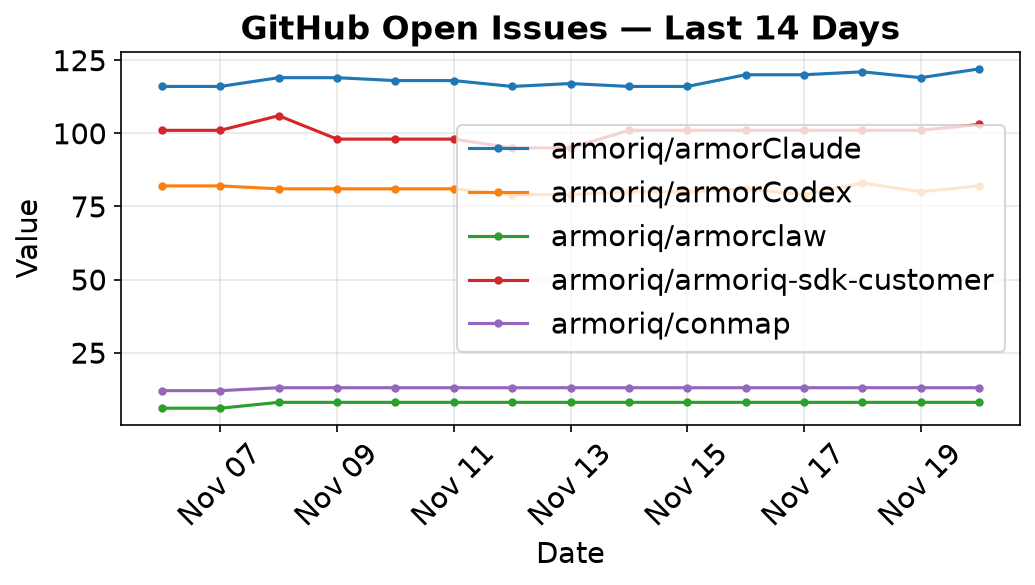 GitHub Open Issues — Last 14 Days
125
100
75
50
25
Value
armoriq/armorClaude
armoriq/armorCodex
armoriq/armorclaw
armoriq/armoriq-sdk-customer
armoriq/conmap
Nov 07
Nov 09
Nov 11
Nov 13
Nov 15
Nov 17
Nov 19
Date